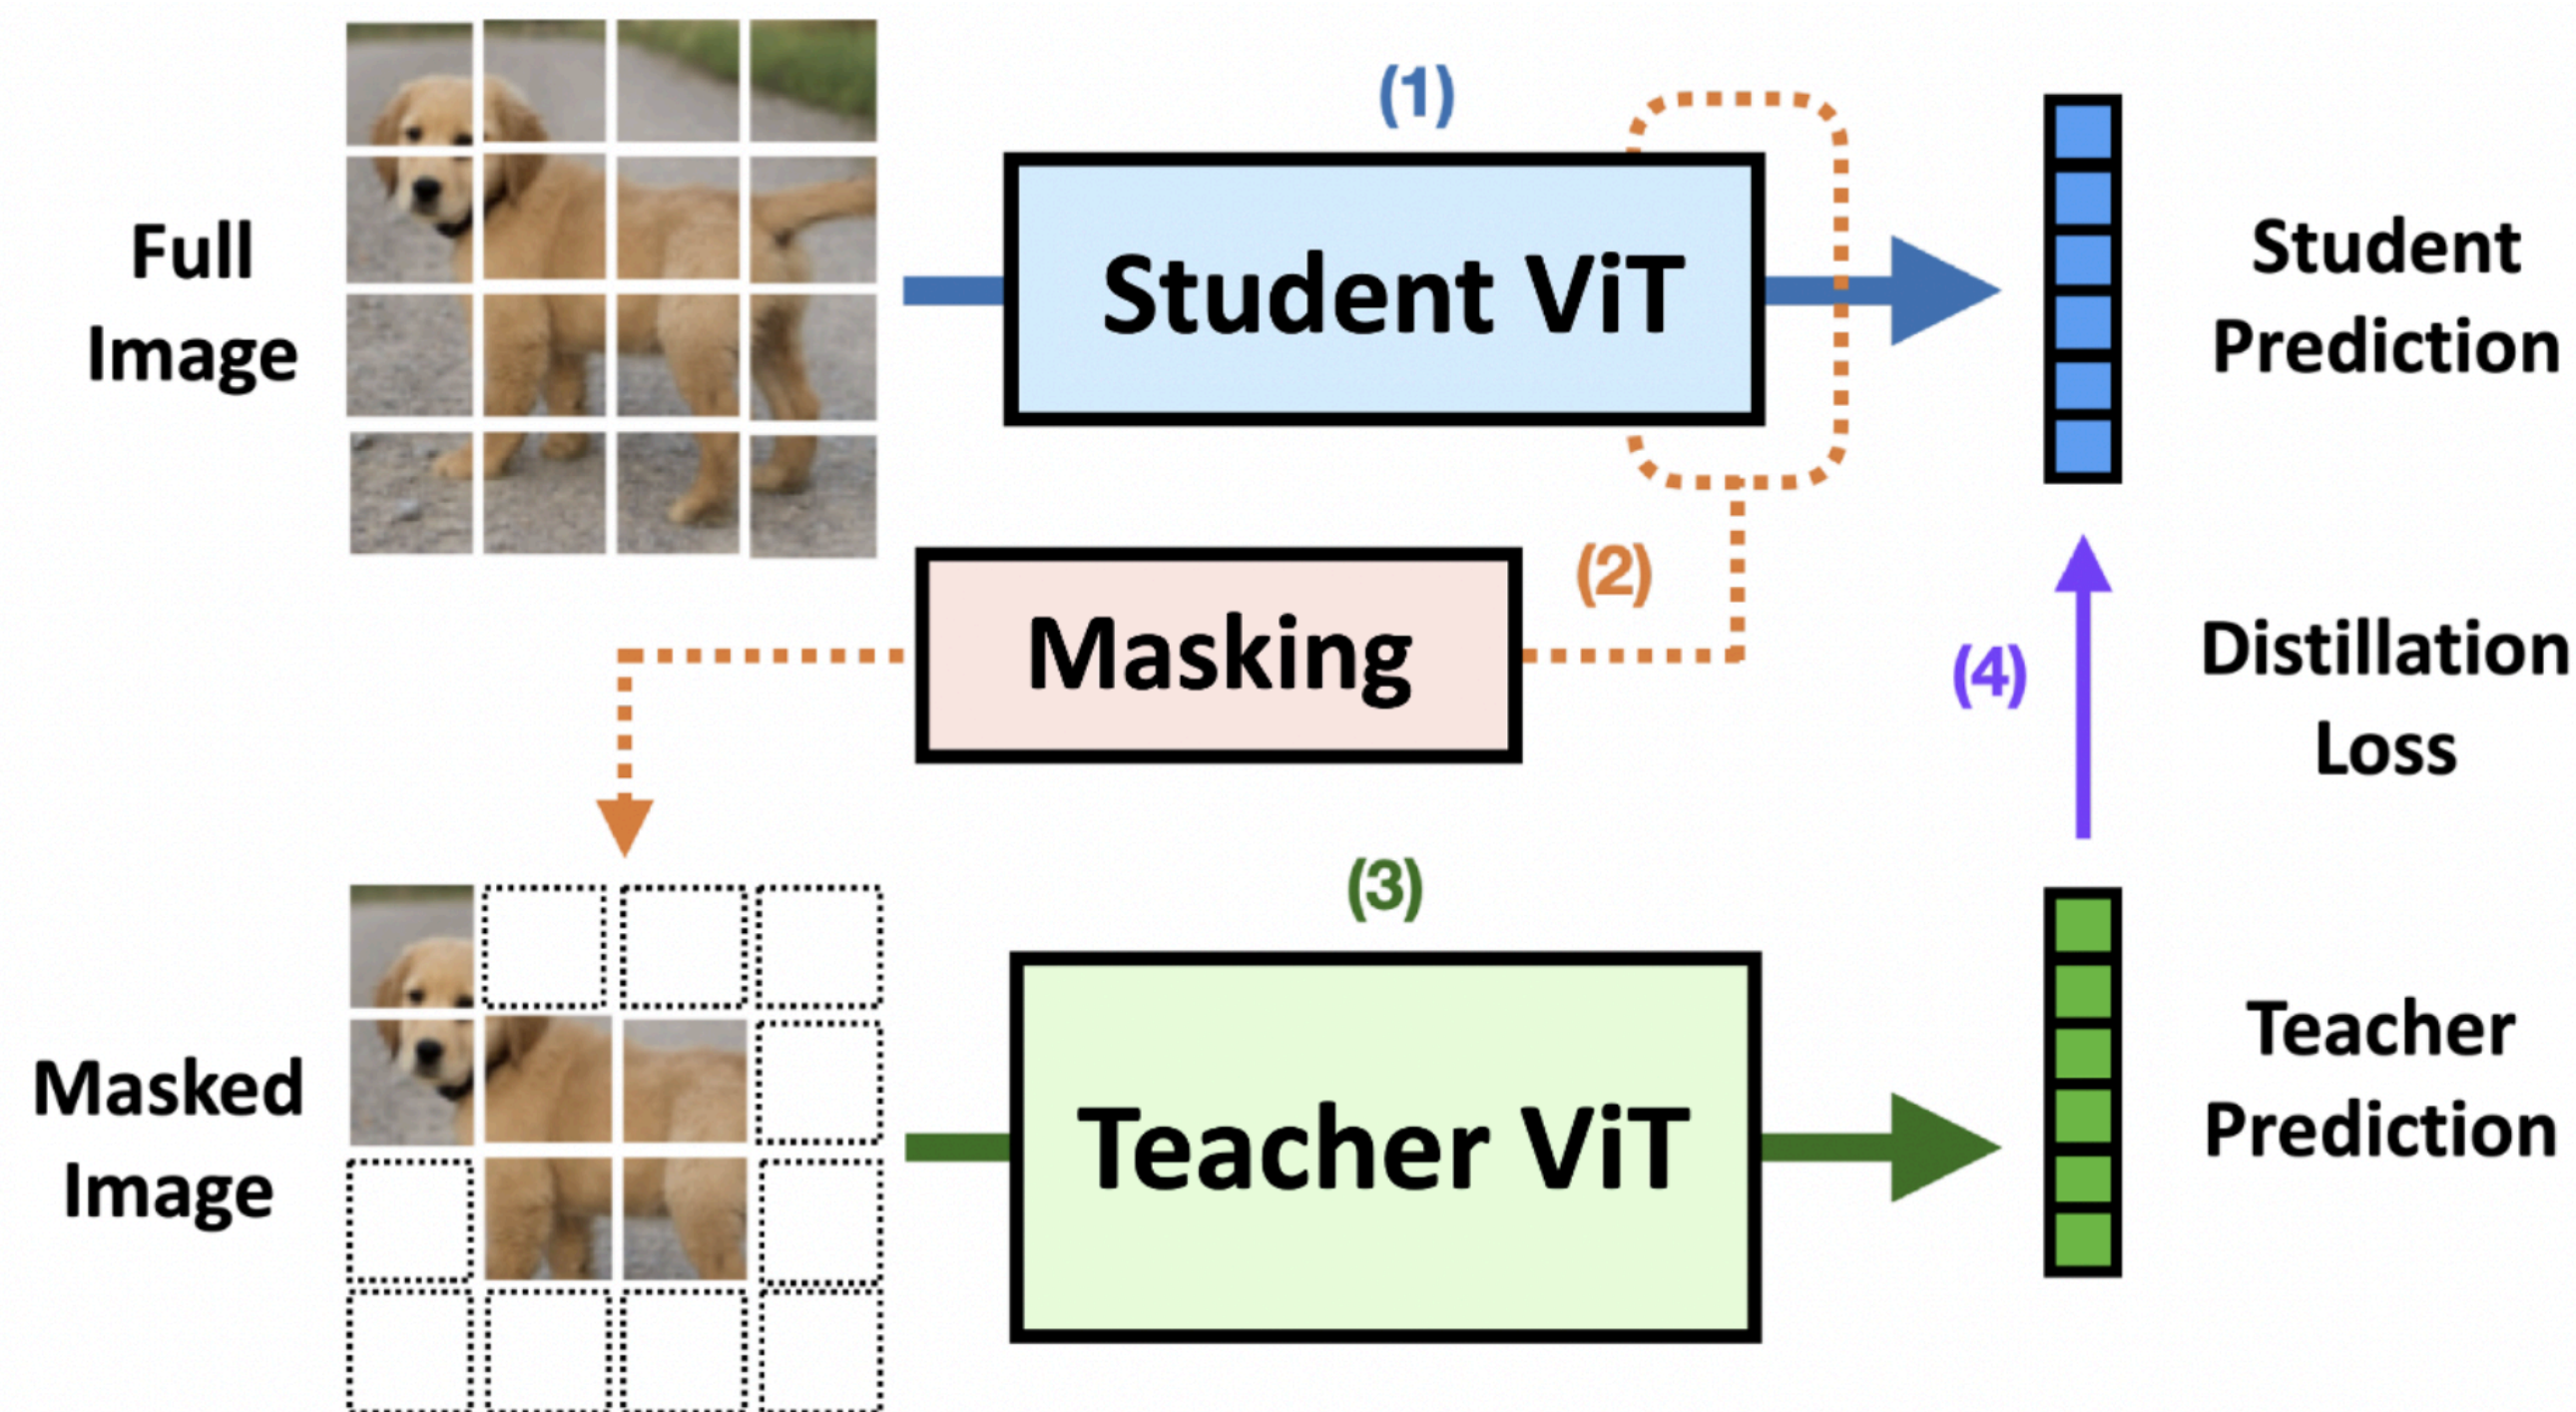 Full
Image
(1)
Student ViT
Student
Prediction
(2)
Masking
(4)
Distillation
Loss
(3)
Masked
Image
Teacher ViT
Teacher
Prediction